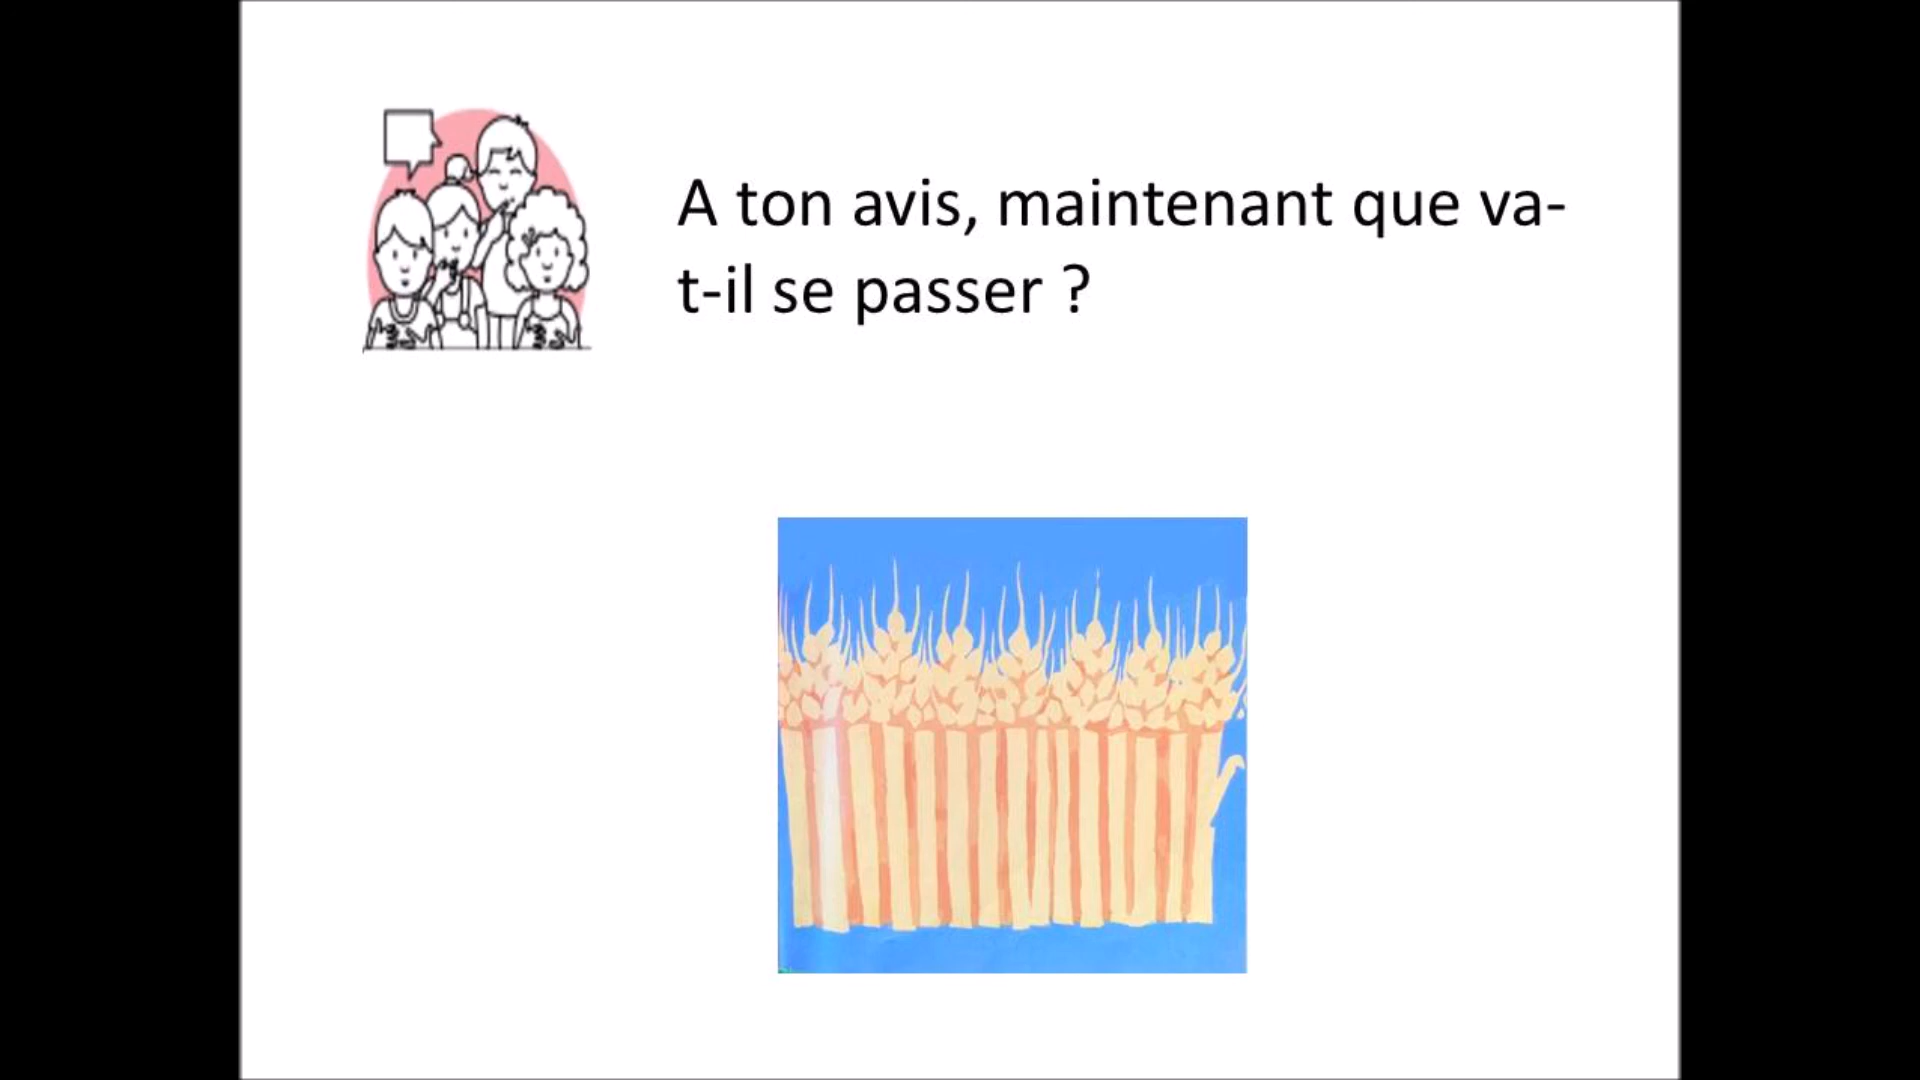 A ton avis, maintenant que va-
t-il se passer ?